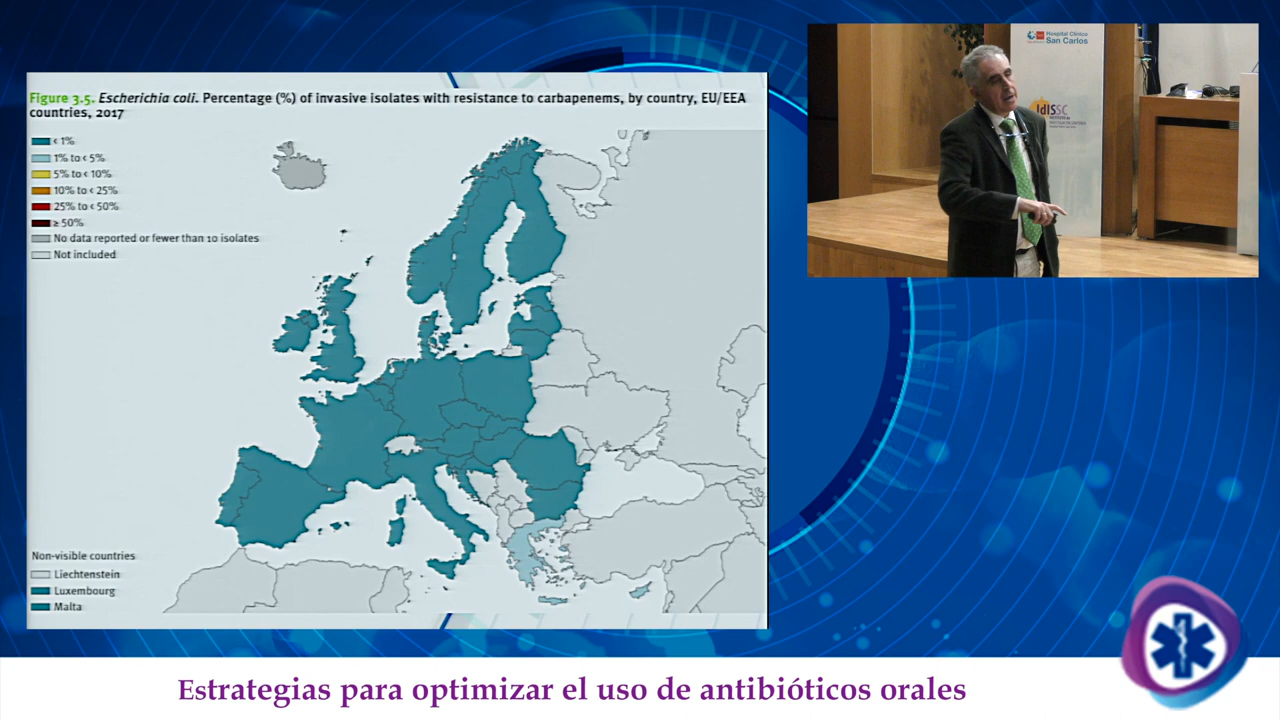 Figure 3.5. Escherichia coli. Percentage (%) of invasive isolates with resistance to carbapenems, by country, EU/EEA
countries, 2017
< 1%
1% to < 5%
5% to < 10%
10% to < 25%
25% to < 50%
≥ 50%
No data reported or fewer than 10 isolates
Not included
Non-visible countries
Liechtenstein
Luxembourg
Malta
Hospital Clínico
San Carlos
IdISSC
Estrategias para optimizar el uso de antibióticos orales